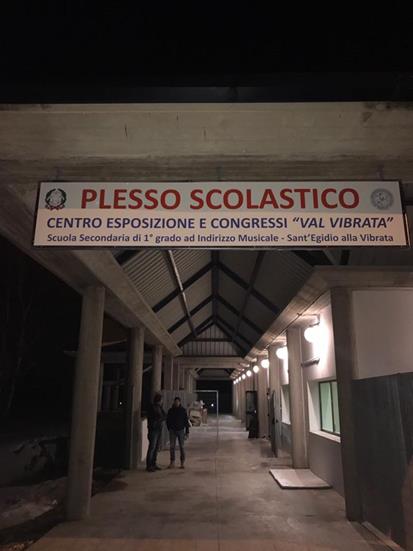 PLESSO SCOLASTICO
CENTRO ESPOSIZIONE E CONGRESSI "VAL VIBRATA"
Scuola Secondaria di 1° grado ad Indirizzo Musicale - Sant'Egidio alla Vibrata